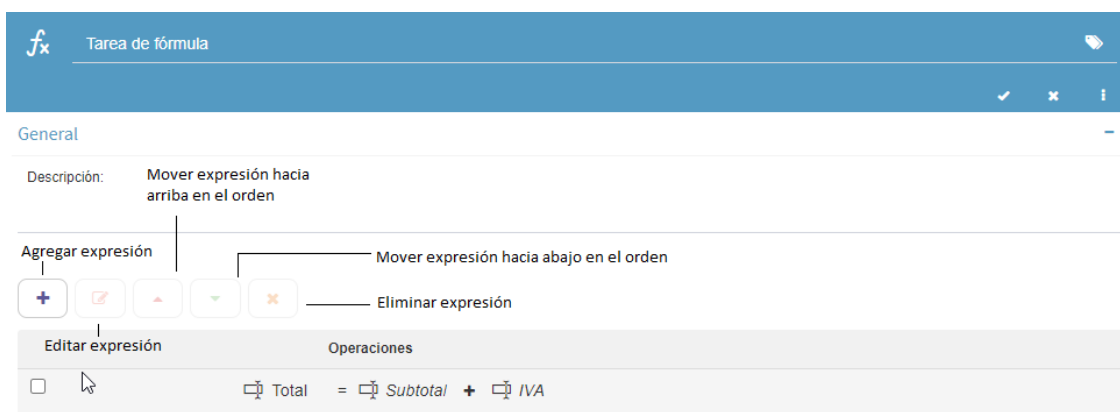 fx Tarea de fórmula
General
Descripción:
Mover expresión hacia
arriba en el orden
Agregar expresión
Mover expresión hacia abajo en el orden
Eliminar expresión
Editar expresión
Operaciones
Total = Subtotal + IVA